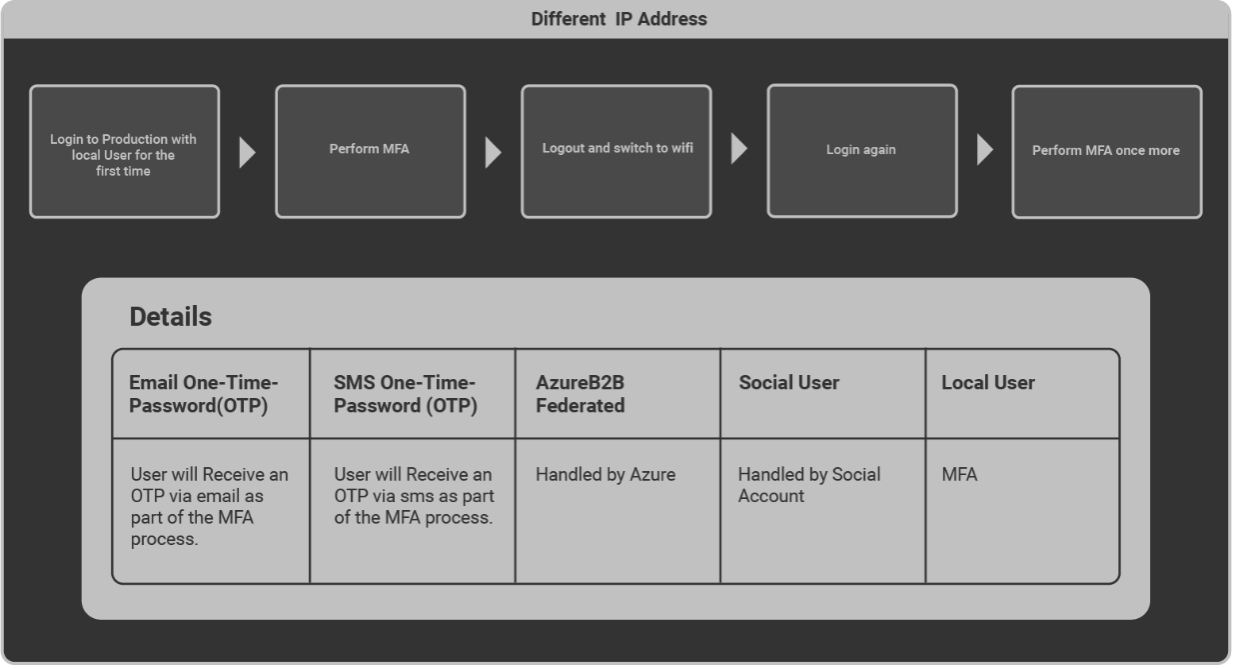 Different IP Address
Login to Production with
local User for the
first time
Perform MFA
Logout and switch to wifi
Login again
Perform MFA once more
Details
Email One-Time-
Password(OTP)
SMS One-Time-
Password (OTP)
AzureB2B
Federated
Social User
Local User
User will Receive an
OTP via email as
part of the MFA
process.
User will Receive an
OTP via sms as part
of the MFA process.
Handled by Azure
Handled by Social
Account
MFA